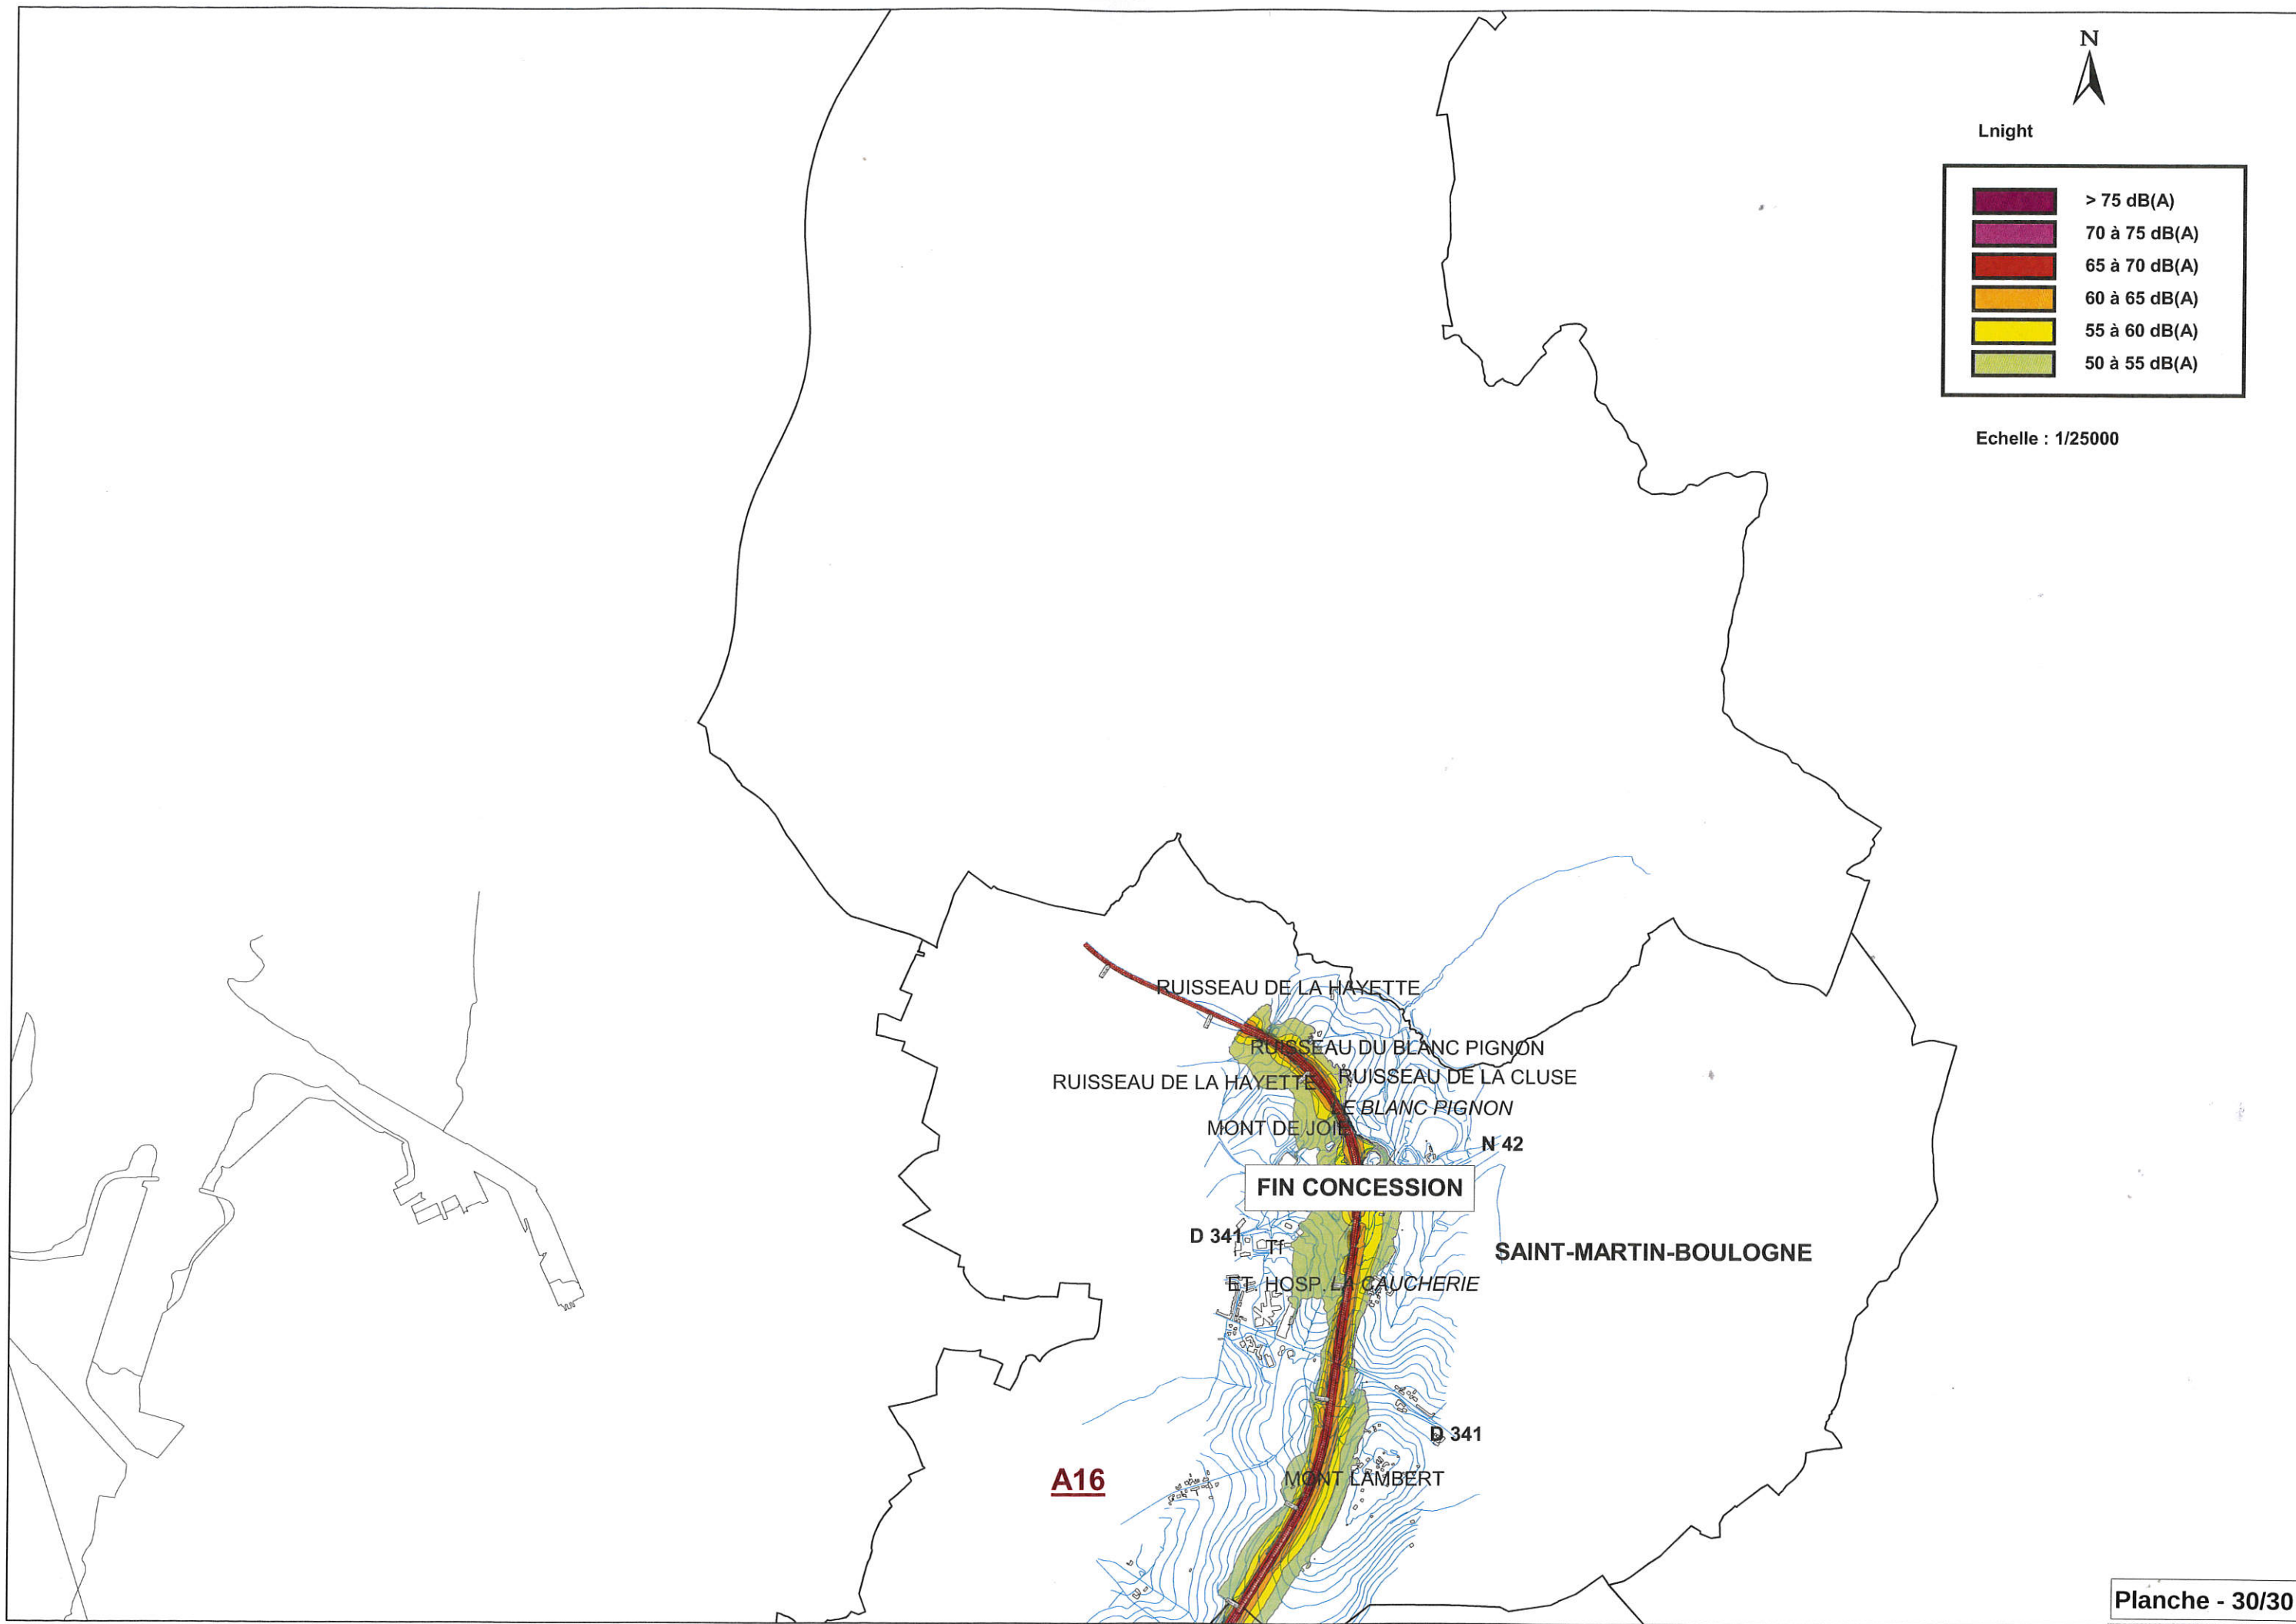 N
Lnight
> 75 dB(A)
70 à 75 dB(A)
65 à 70 dB(A)
60 à 65 dB(A)
55 à 60 dB(A)
50 à 55 dB(A)
Echelle : 1/25000
RUISSEAU DE LA HAYETTE
RUISSEAU DU BLANC PIGNON
RUISSEAU DE LA HAYETTE
RUISSEAU DE LA CLUSE
LE BLANC PIGNON
MONT DE JOIE
N 42
FIN CONCESSION
D 341
Tf
SAINT-MARTIN-BOULOGNE
ET. HOSP.
LA CAUCHERIE
D 341
MONT LAMBERT
A16
Planche - 30/30